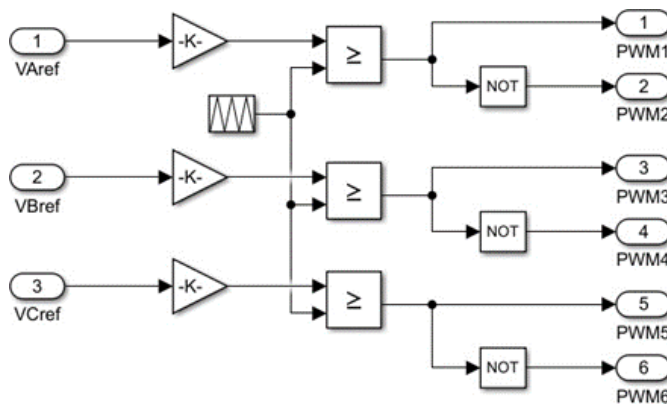 1
VAref
-K-
≥
1
PWM1
NOT
2
PWM2
2
VBref
-K-
≥
3
PWM3
NOT
4
PWM4
3
VCref
-K-
≥
5
PWM5
NOT
6
PWM6